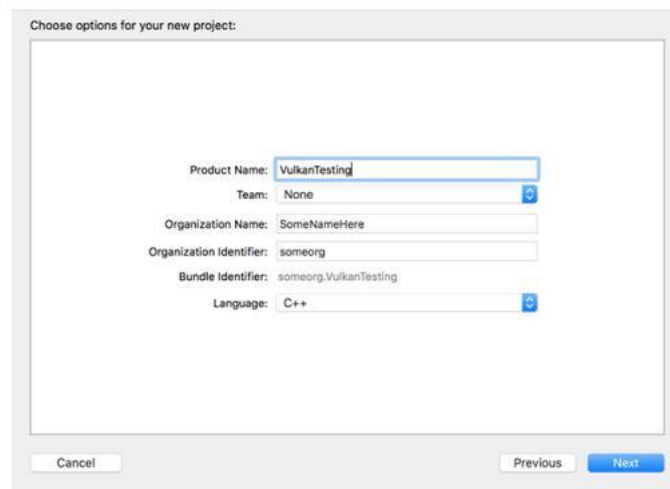 Choose options for your new project:
Product Name: VulkanTesting
Team: None
Organization Name: SomeNameHere
Organization Identifier: someorg
Bundle Identifier: someorg.VulkanTesting
Language: C++
Cancel Previous Next